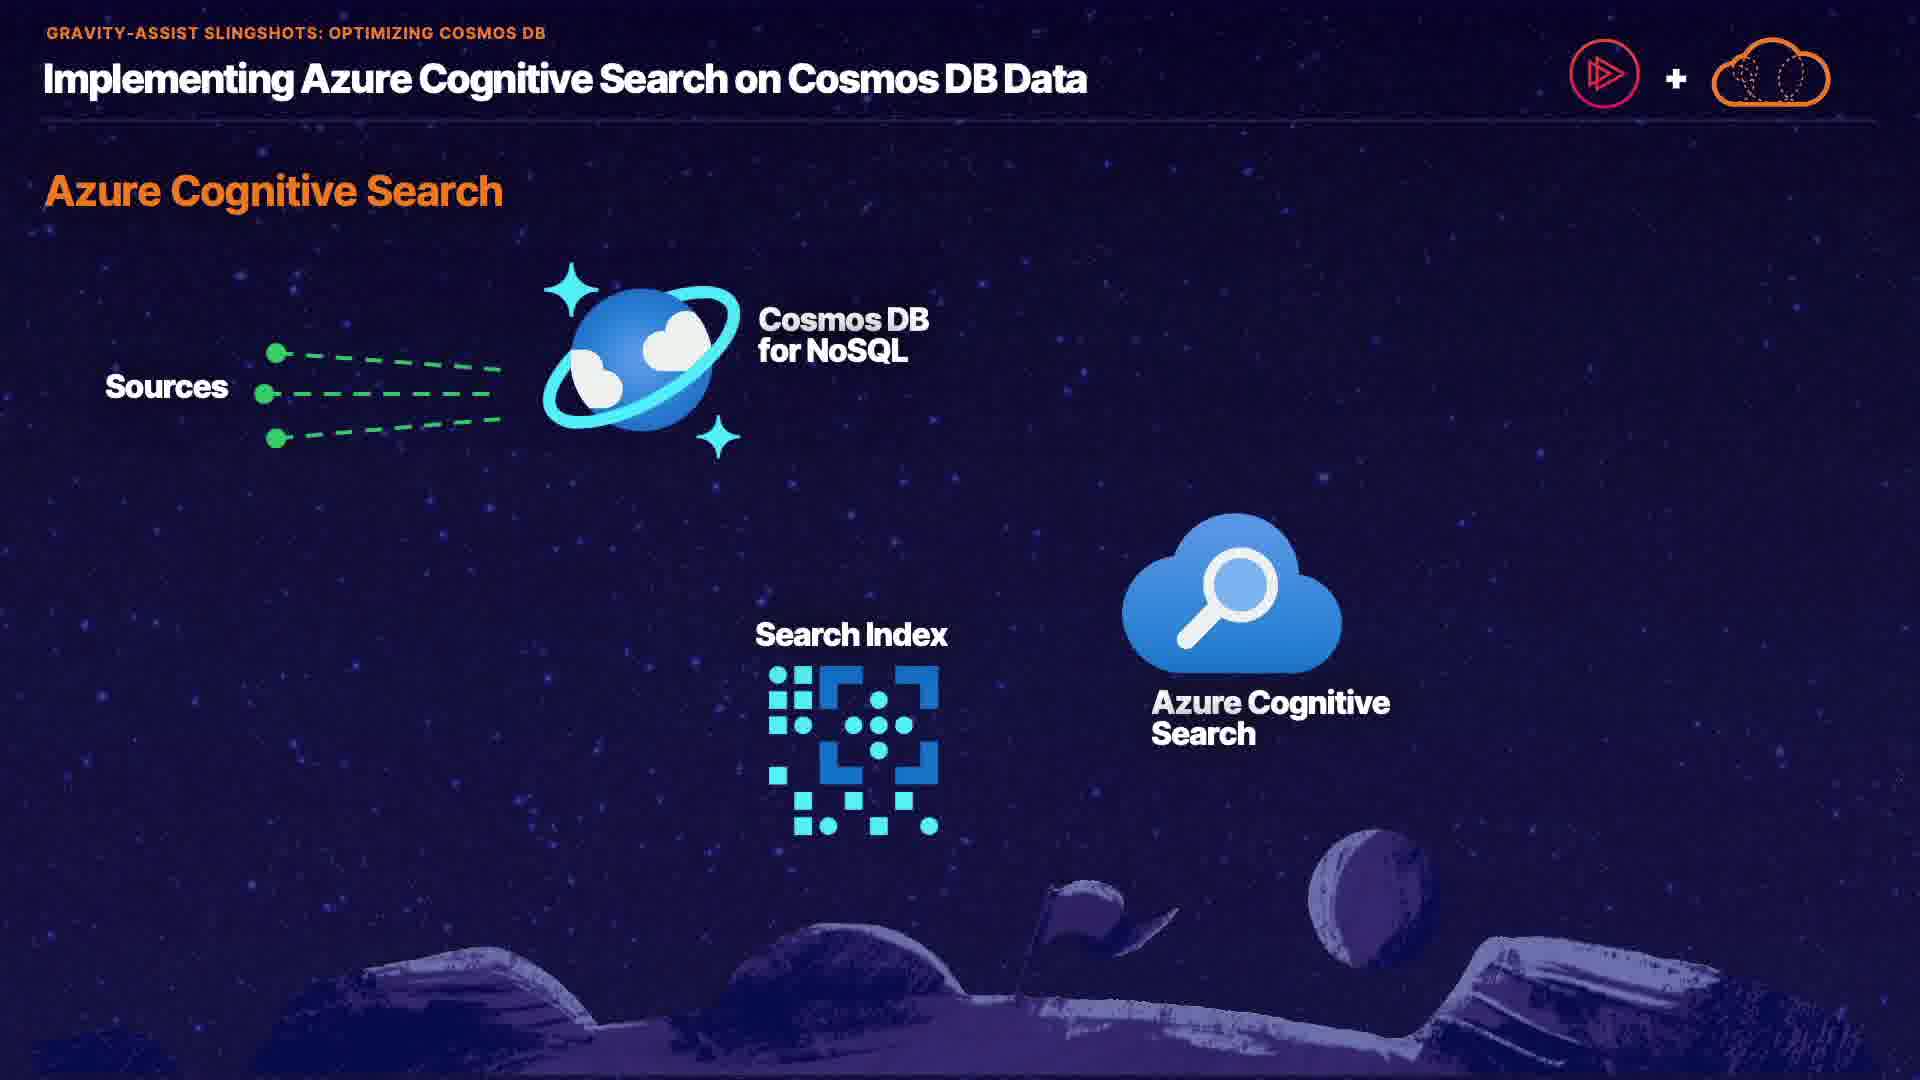 GRAVITY-ASSIST SLINGSHOTS: OPTIMIZING COSMOS DB
Implementing Azure Cognitive Search on Cosmos DB Data
+
Azure Cognitive Search
Cosmos DB
for NoSQL
Sources
Search Index
Azure Cognitive
Search